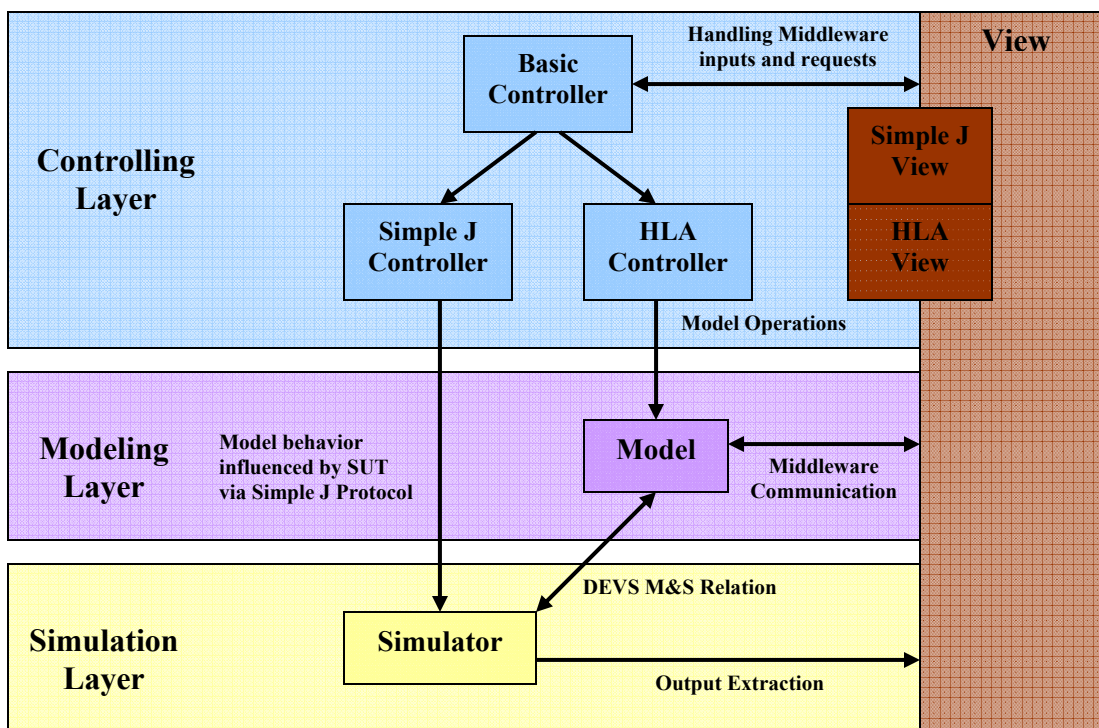 Handling Middleware
inputs and requests
View
Basic
Controller
Simple J
View
Controlling
Layer
Simple J
Controller
HLA
Controller
HLA
View
Model Operations
Modeling
Layer
Model behavior
influenced by SUT
via Simple J Protocol
Model
Middleware
Communication
DEVS M&S Relation
Simulation
Layer
Simulator
Output Extraction